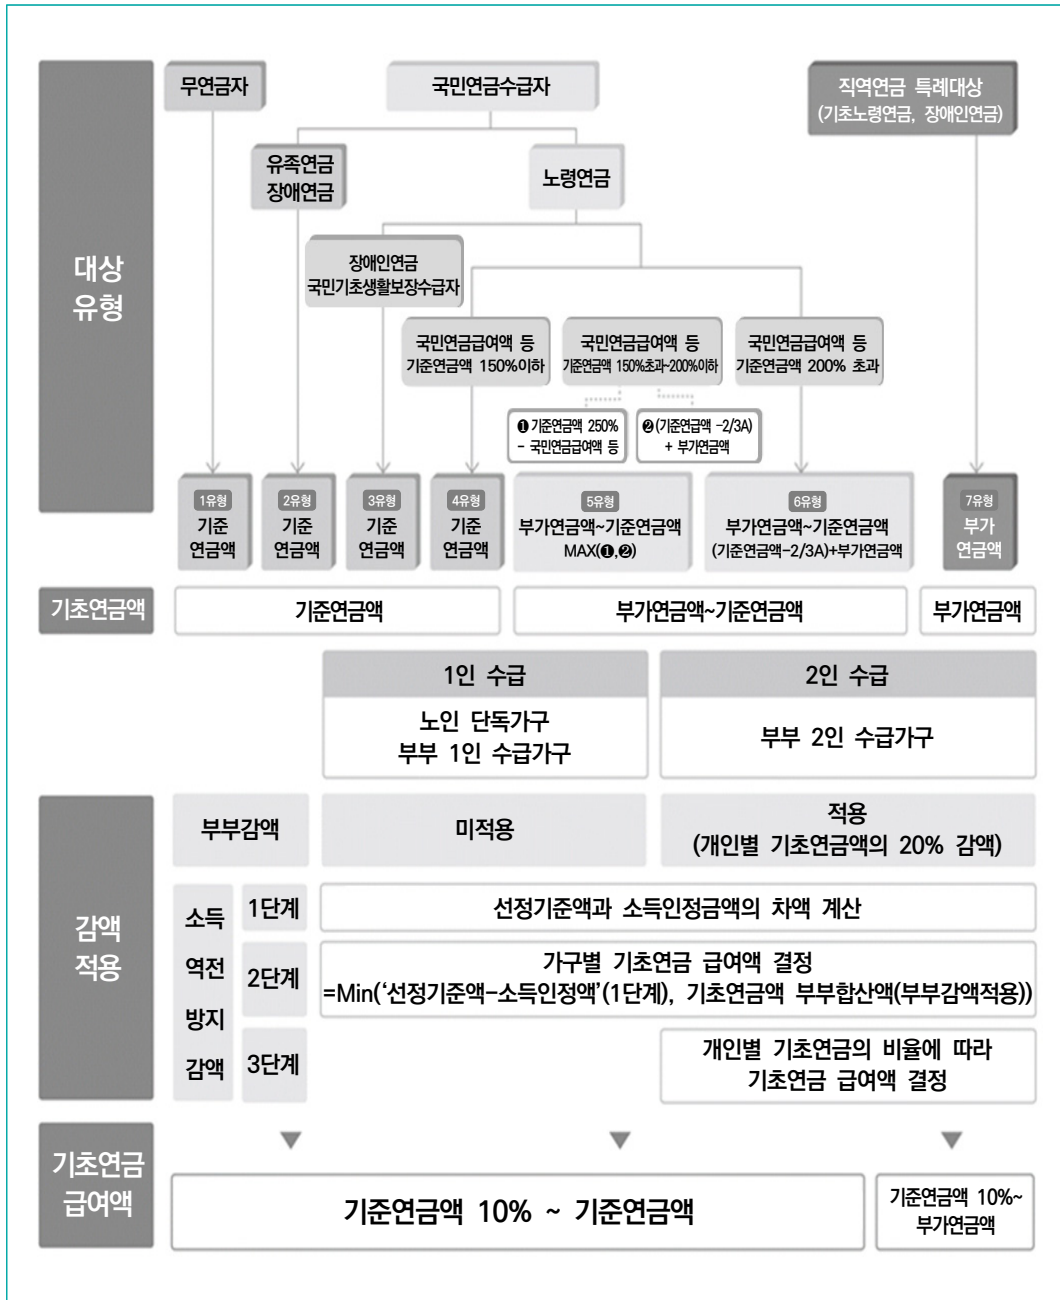 대상
유형
무연금자
국민연금수급자
직역연금 특례대상
(기초노령연금, 장애인연금)
유족연금
장애연금
노령연금
장애인연금
국민기초생활보장수급자
국민연금급여액 등
기준연금액 150%이하
국민연금급여액 등
기준연금액 150%초과~200%이하
국민연금급여액 등
기준연금액 200% 초과
❶ 기준연금액 250%
- 국민연금급여액 등
❷ (기준연급액 -2/3A)
+ 부가연금액
1유형
기준
연금액
2유형
기준
연금액
3유형
기준
연금액
4유형
기준
연금액
5유형
부가연금액~기준연금액
MAX(❶,❷)
6유형
부가연금액~기준연금액
(기준연금액-2/3A)+부가연금액
7유형
부가
연금액
기초연금액
기준연금액
부가연금액~기준연금액
부가연금액
1인 수급
2인 수급
노인 단독가구
부부 1인 수급가구
부부 2인 수급가구
감액
적용
부부감액
미적용
적용
(개인별 기초연금액의 20% 감액)
소득
역전
방지
감액
1단계
선정기준액과 소득인정금액의 차액 계산
2단계
가구별 기초연금 급여액 결정
=Min(‘선정기준액-소득인정액’(1단계), 기초연금액 부부합산액(부부감액적용))
3단계
개인별 기초연금의 비율에 따라
기초연금 급여액 결정
기초연금
급여액
기준연금액 10% ~ 기준연금액
기준연금액 10%~
부가연금액